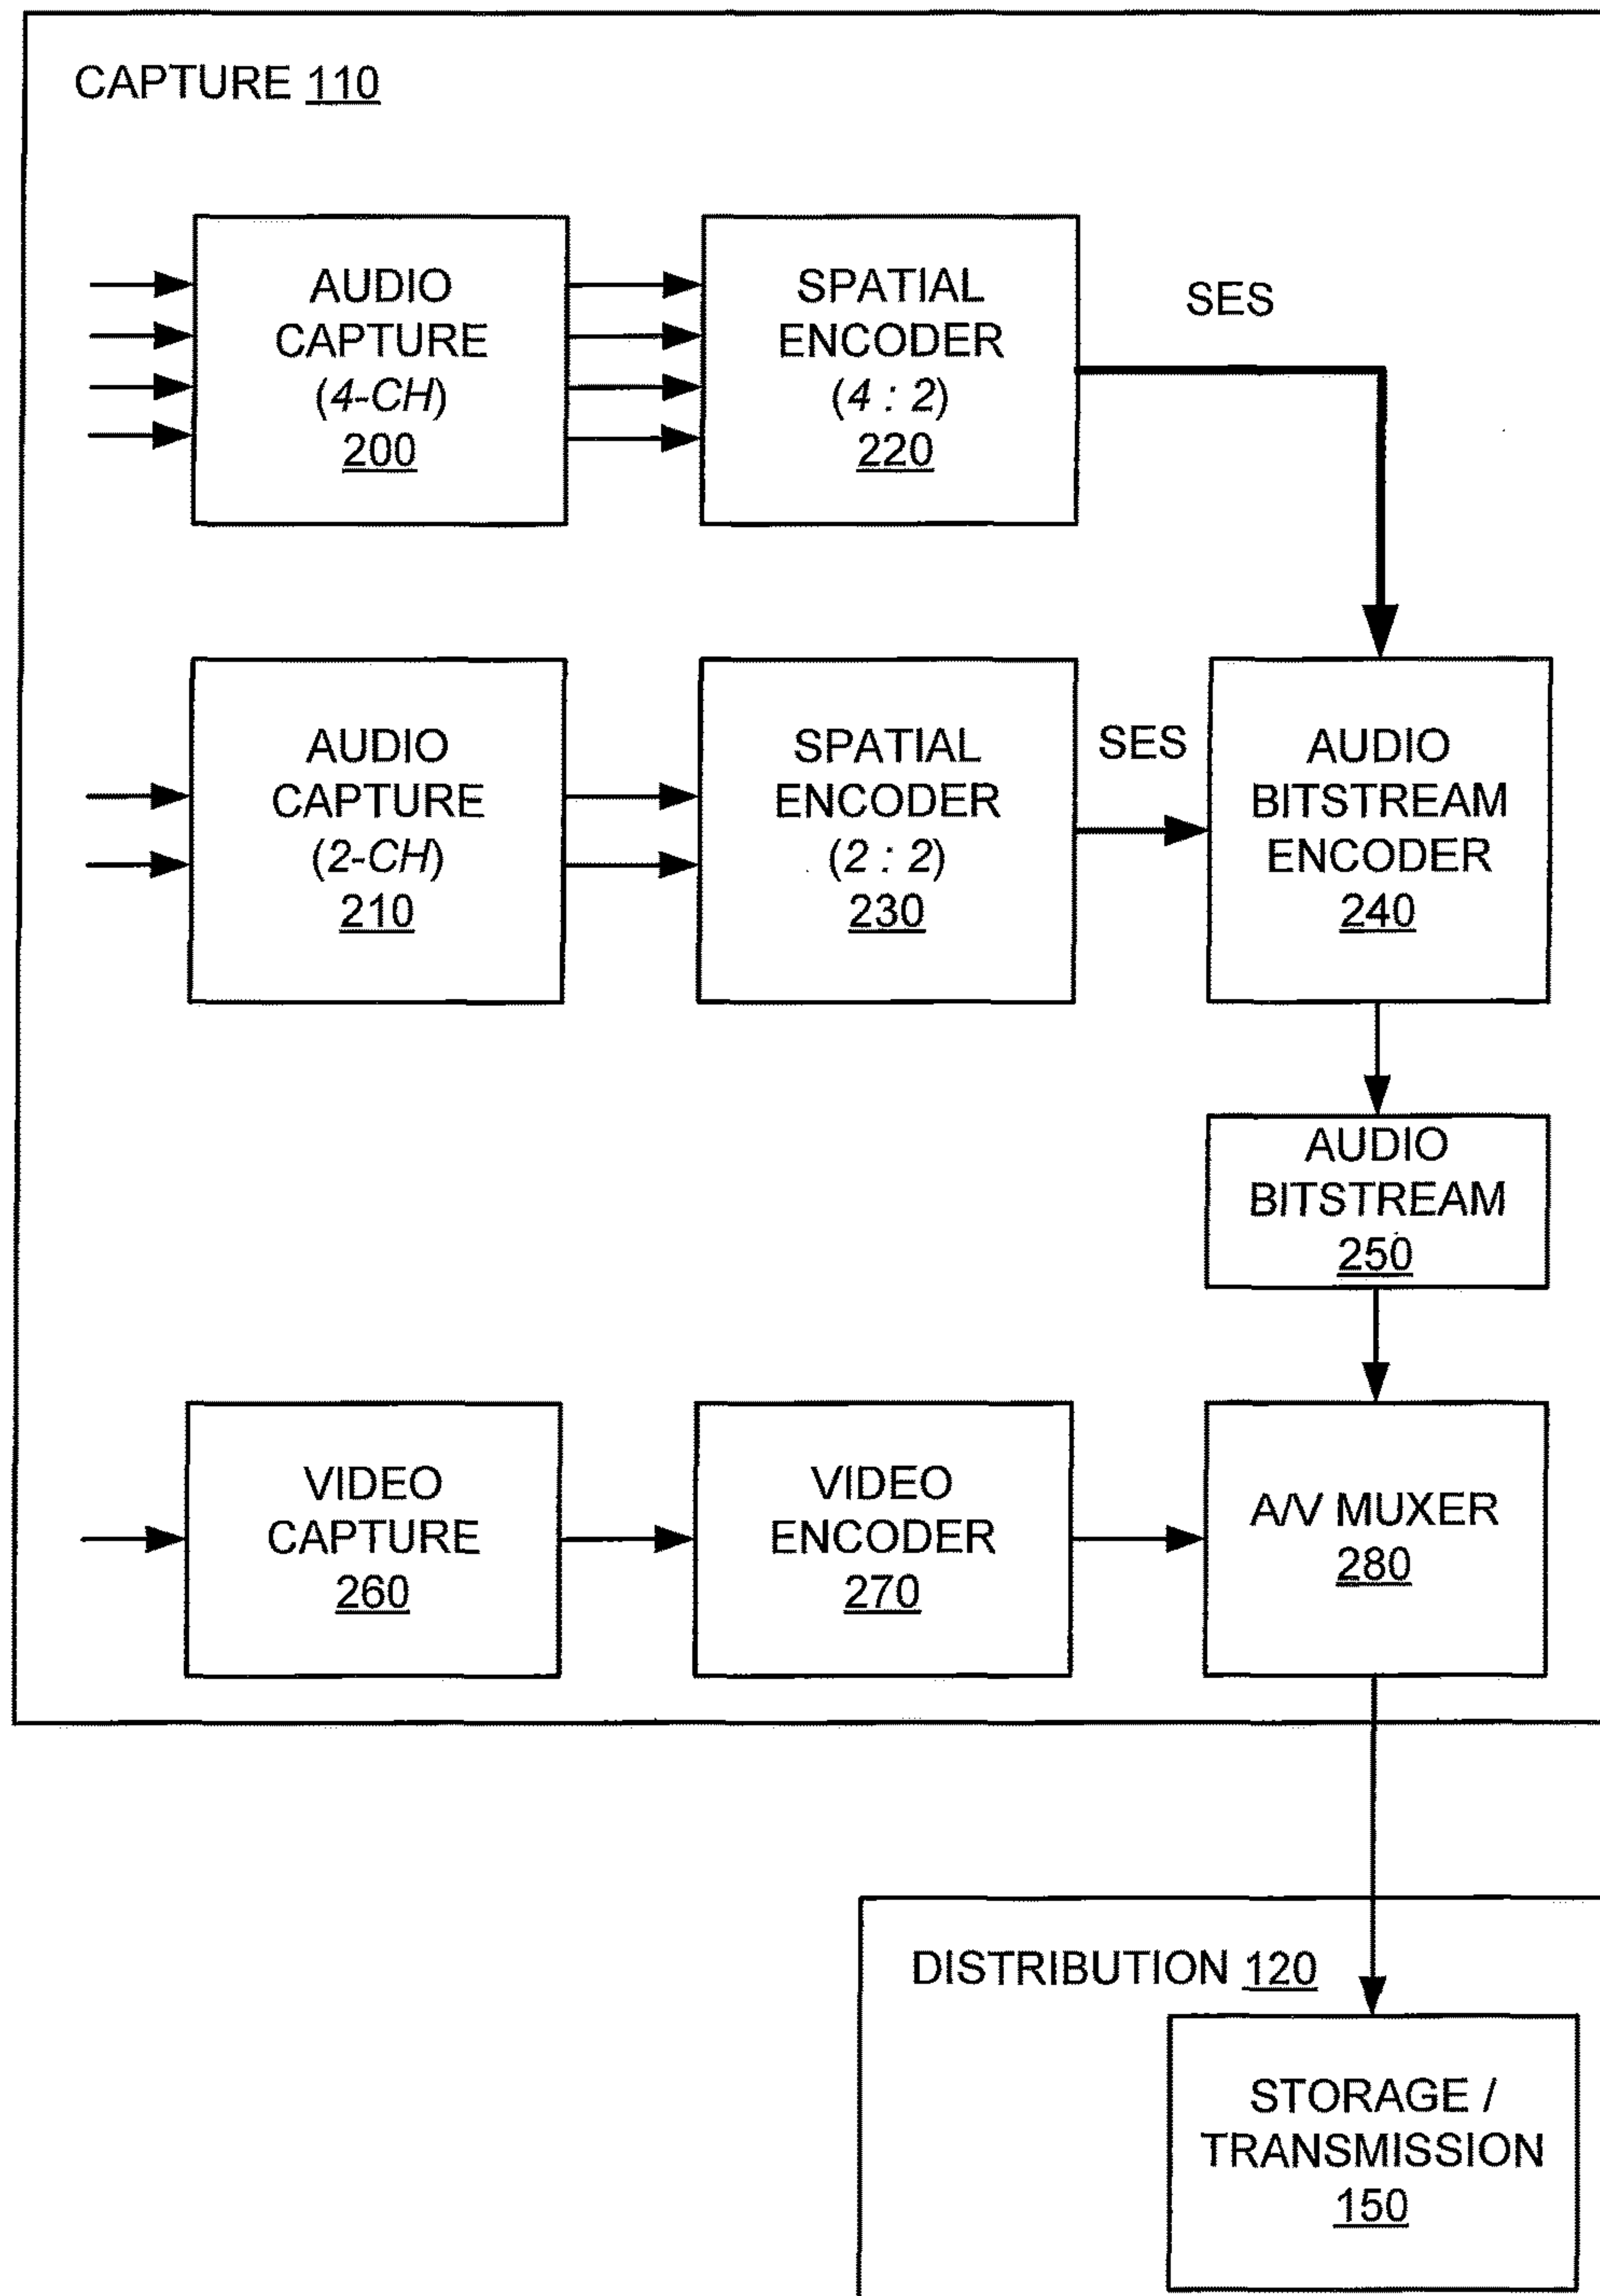 CAPTURE 110
AUDIO
CAPTURE
(4-CH)
200
SPATIAL
ENCODER
(4 : 2)
220
SES
AUDIO
CAPTURE
(2-CH)
210
SPATIAL
ENCODER
(2 : 2)
230
SES
AUDIO
BITSTREAM
ENCODER
240
AUDIO
BITSTREAM
250
VIDEO
CAPTURE
260
VIDEO
ENCODER
270
A/V MUXER
280
DISTRIBUTION 120
STORAGE /
TRANSMISSION
150